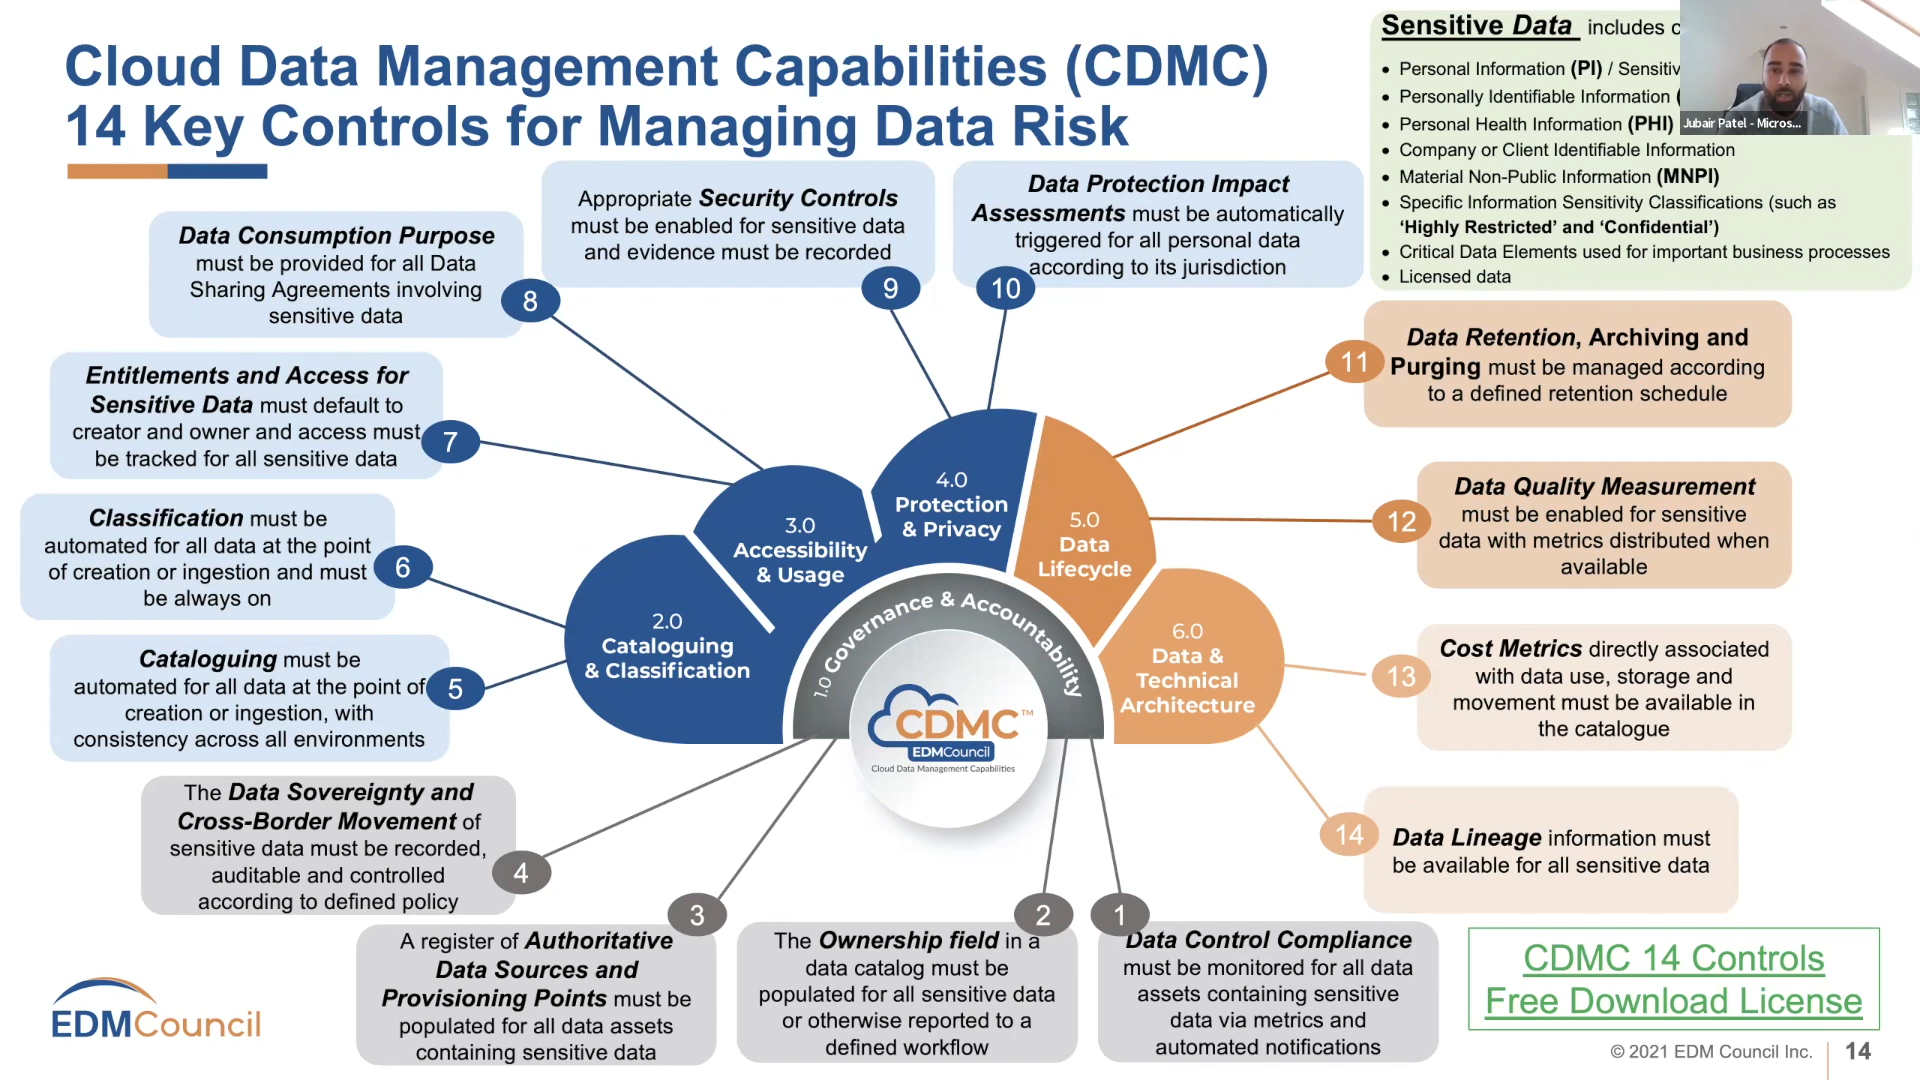 Cloud Data Management Capabilities (CDMC)
14 Key Controls for Managing Data Risk
Sensitive Data includes
• Personal Information (PI) / Sensitiv
• Personally Identifiable Information (
• Personal Health Information (PHI)
• Company or Client Identifiable Information
• Material Non-Public Information (MNPI)
• Specific Information Sensitivity Classifications (such as
‘Highly Restricted’ and ‘Confidential’)
• Critical Data Elements used for important business processes
• Licensed data
Jubair Patel - Micros...
Appropriate Security Controls
must be enabled for sensitive data
and evidence must be recorded
9
Data Protection Impact
Assessments must be automatically
triggered for all personal data
according to its jurisdiction
10
Data Consumption Purpose
must be provided for all Data
Sharing Agreements involving
sensitive data
8
Entitlements and Access for
Sensitive Data must default to
creator and owner and access must
be tracked for all sensitive data
7
Classification must be
automated for all data at the point
of creation or ingestion and must
be always on
6
Cataloguing must be
automated for all data at the point of
creation or ingestion, with
consistency across all environments
5
The Data Sovereignty and
Cross-Border Movement of
sensitive data must be recorded,
auditable and controlled
according to defined policy
4
A register of Authoritative
Data Sources and
Provisioning Points must be
populated for all data assets
containing sensitive data
3
The Ownership field in a
data catalog must be
populated for all sensitive data
or otherwise reported to a
defined workflow
2
Data Control Compliance
must be monitored for all data
assets containing sensitive
data via metrics and
automated notifications
1
11
Data Retention, Archiving and
Purging must be managed according
to a defined retention schedule
12
Data Quality Measurement
must be enabled for sensitive
data with metrics distributed when
available
13
Cost Metrics directly associated
with data use, storage and
movement must be available in
the catalogue
14
Data Lineage information must
be available for all sensitive data
2.0
Cataloguing
& Classification
3.0
Accessibility
& Usage
4.0
Protection
& Privacy
5.0
Data
Lifecycle
6.0
Data &
Technical
Architecture
1.0 Governance & Accountability
CDMC™
EDMCouncil
Cloud Data Management Capabilities
EDMCouncil
CDMC 14 Controls
Free Download License
© 2021 EDM Council Inc.
14